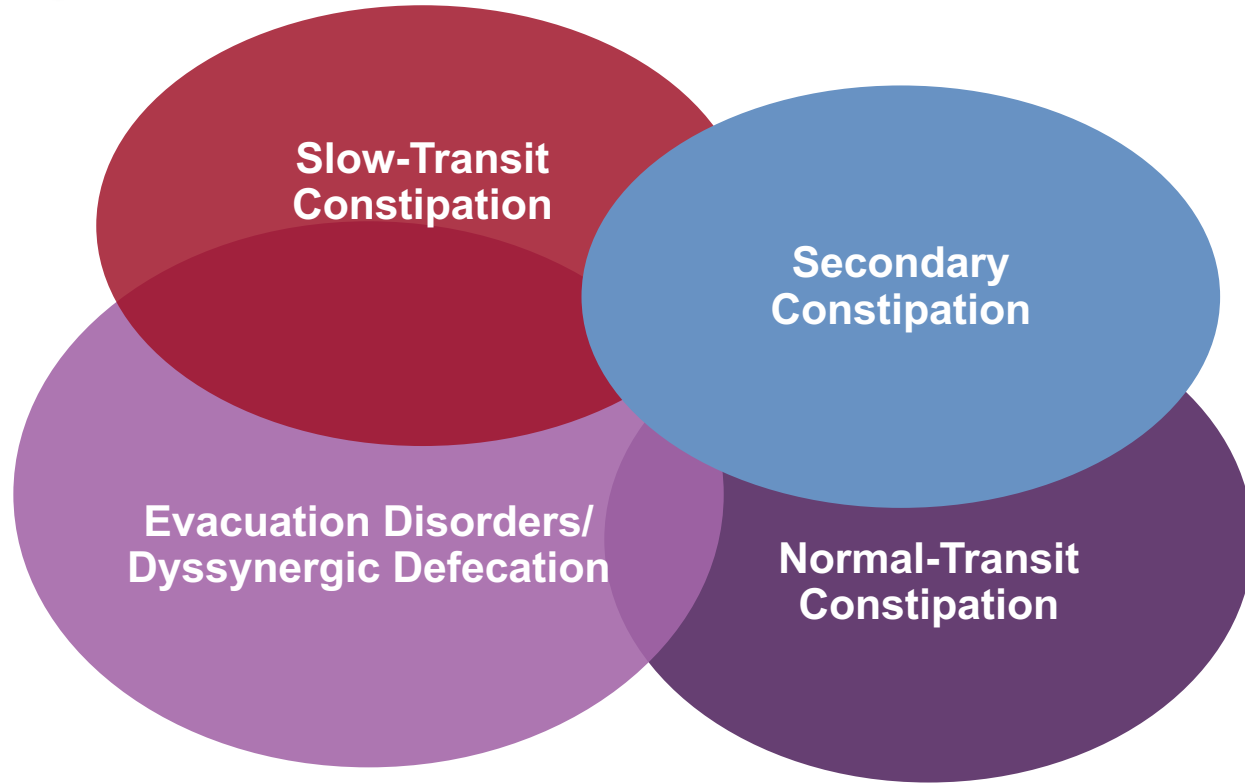 Slow-Transit
Constipation
Secondary
Constipation
Evacuation Disorders/
Dyssynergic Defecation
Normal-Transit
Constipation